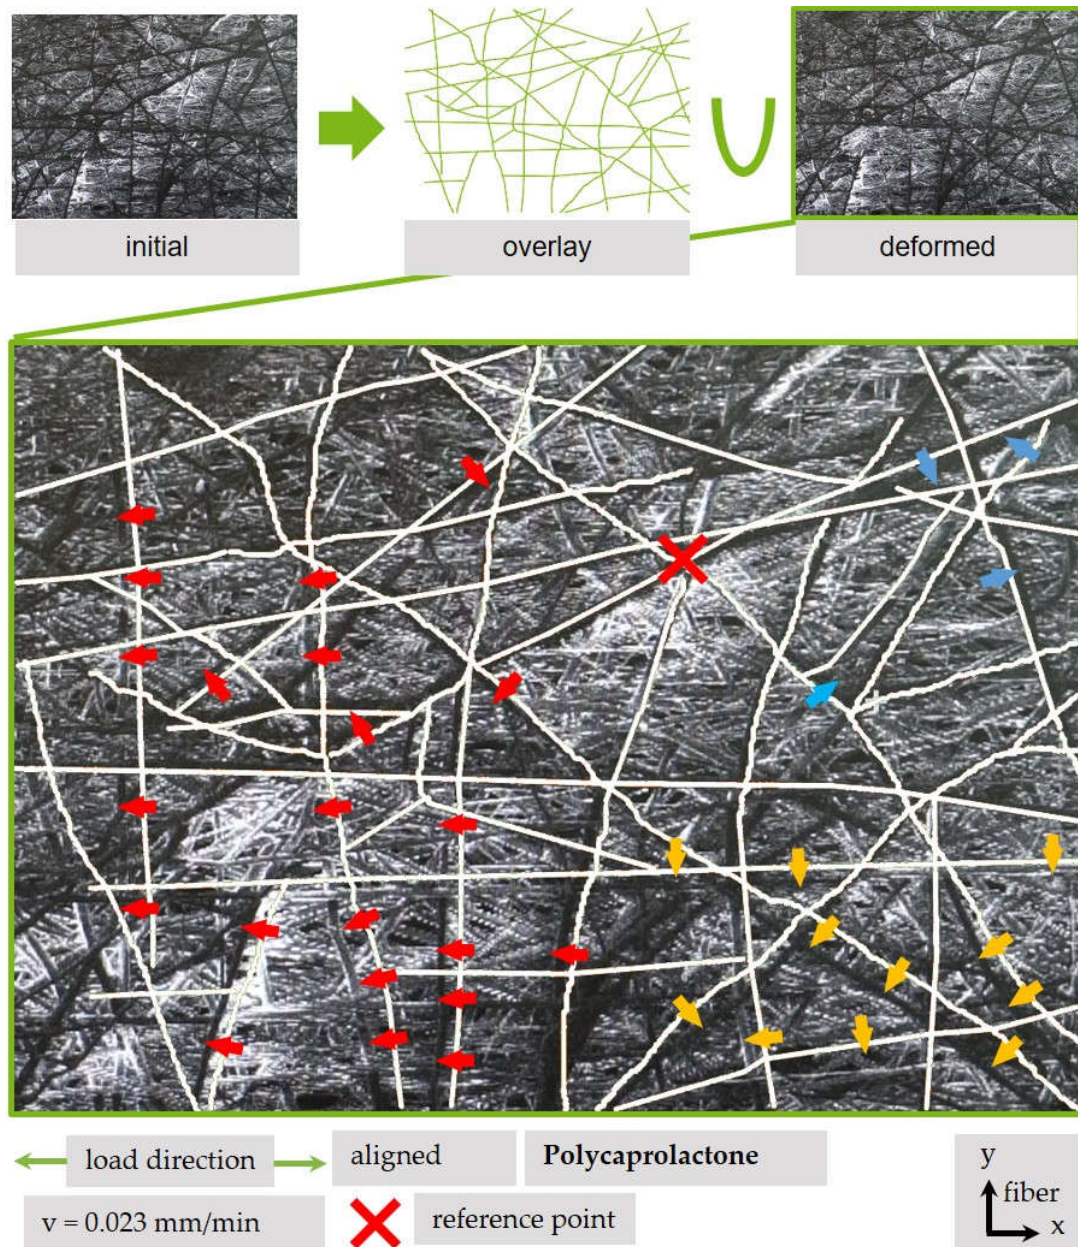 initial
overlay
deformed
load direction
aligned
Polycaprolactone
y
fiber
x
v = 0.023 mm/min
reference point